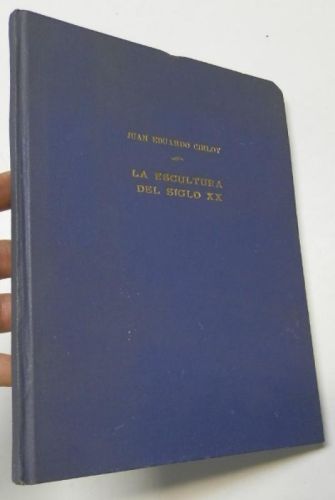 JUAN EDUARDO CIRLOT
LA ESCULTURA
DEL SIGLO XX